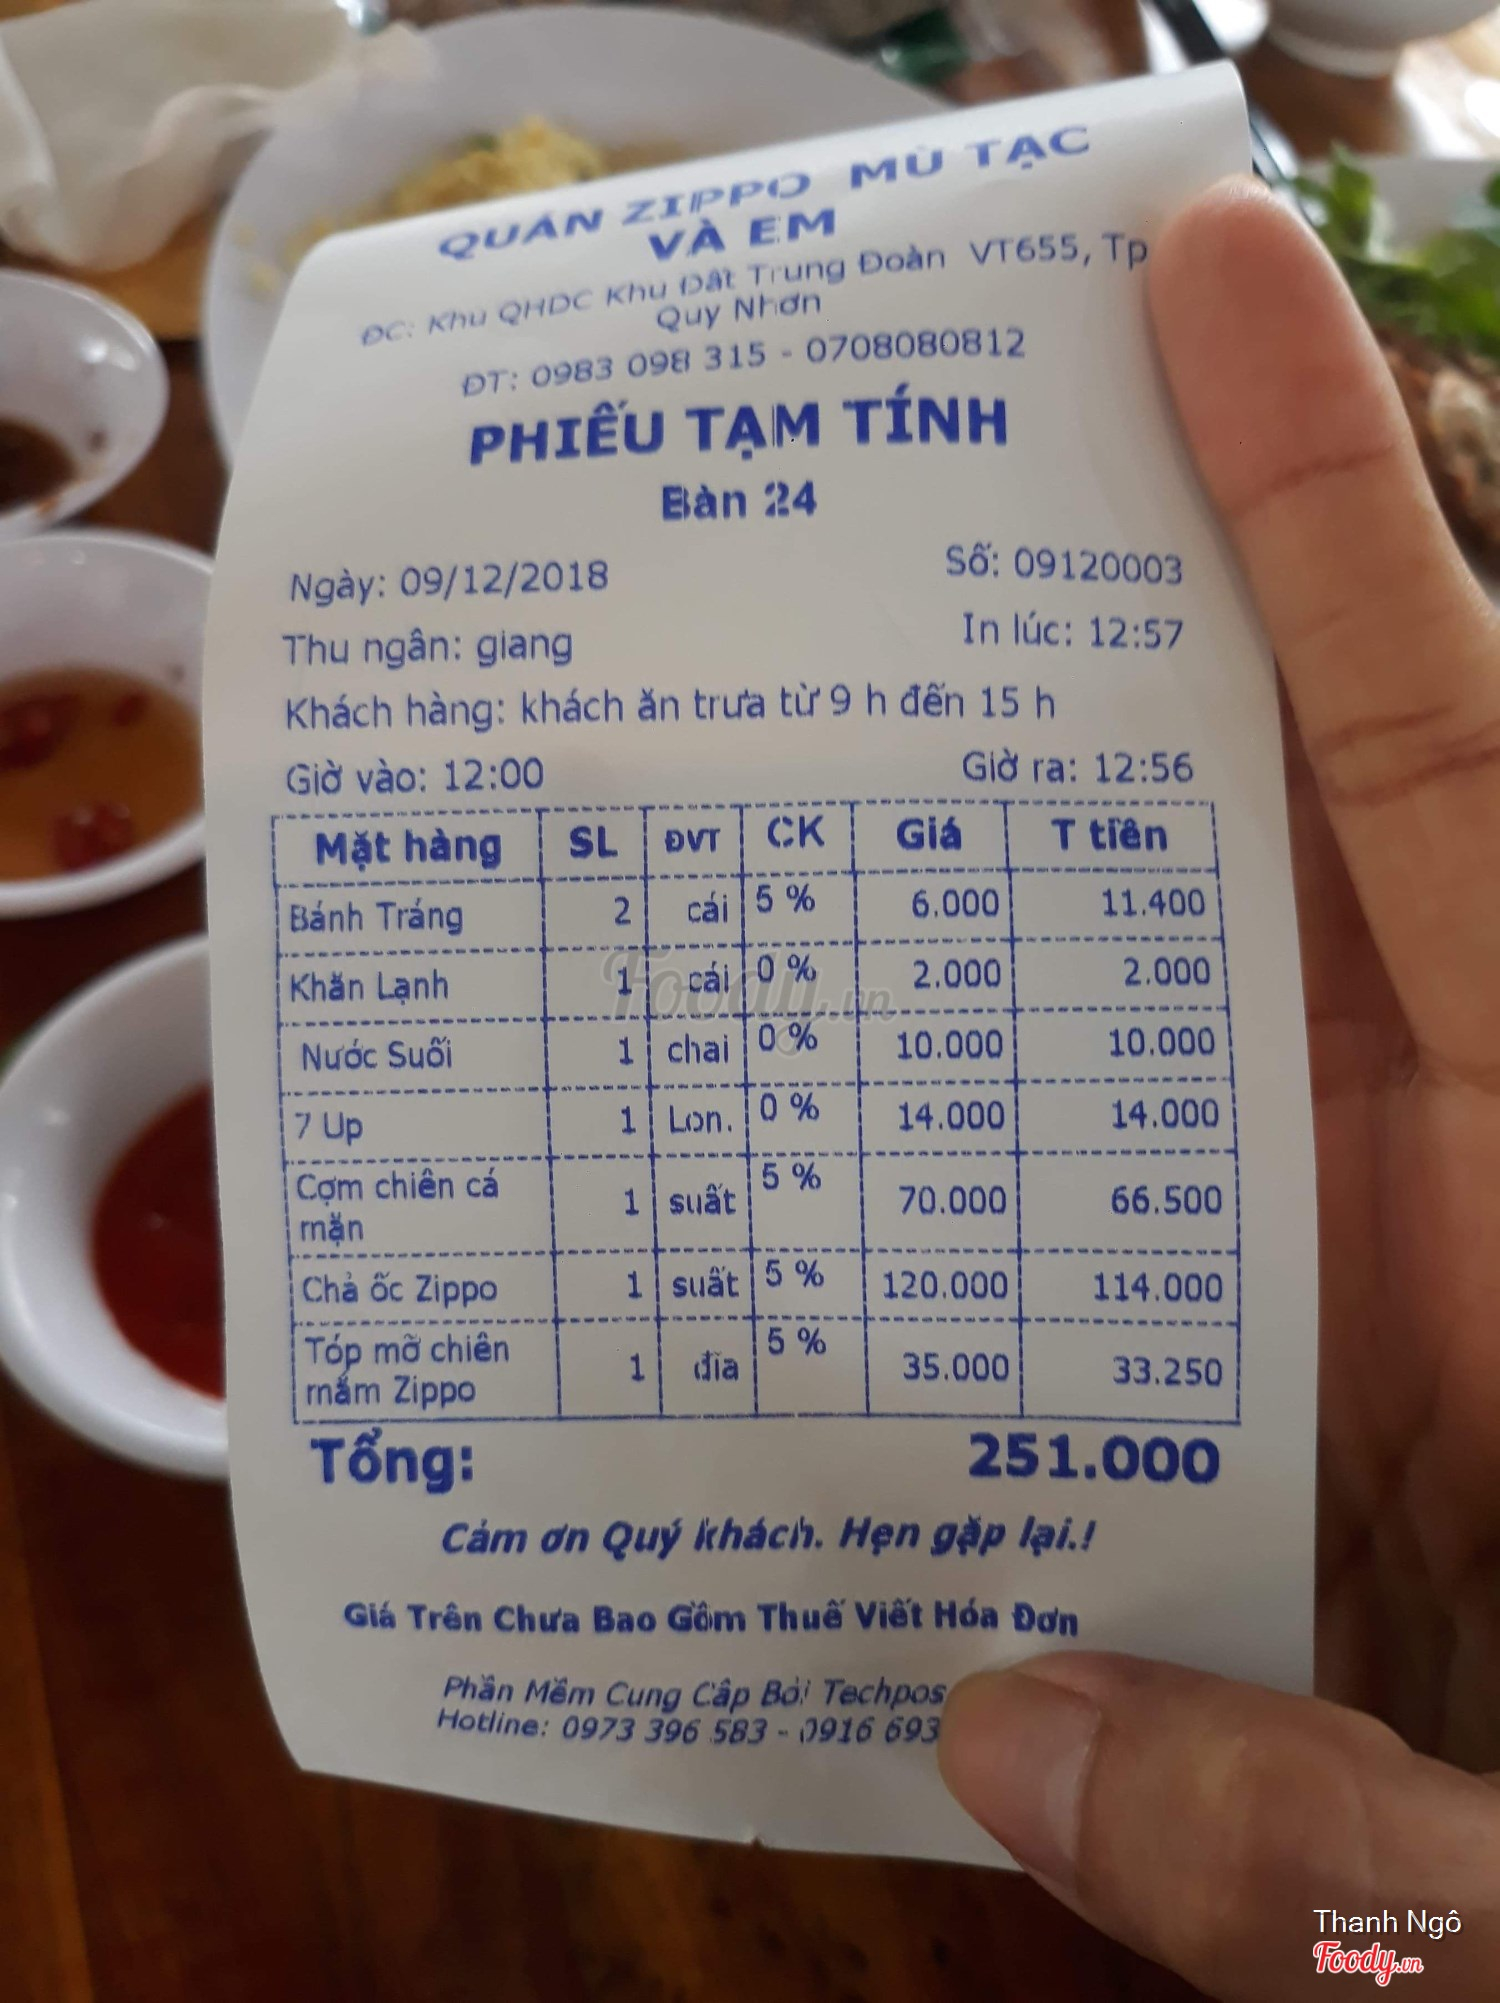 QUÁN ZIPPO MÙ TẠC
VÀ EM
ĐC: Khu QHDC Khu Đất Trung Đoàn VT655, Tp
Quy Nhơn
ĐT: 0983 098 315 - 0708080812
PHIẾU TẠM TÍNH
Bàn 24
Ngày: 09/12/2018 Số: 09120003
Thu ngân: giang In lúc: 12:57
Khách hàng: khách ăn trưa từ 9 h đến 15 h
Giờ vào: 12:00 Giờ ra: 12:56
Mặt hàng SL ĐVT CK Giá T tiền
Bánh Tráng 2 cái 5 % 6.000 11.400
Khăn Lạnh 1 cái 0 % 2.000 2.000
Nước Suối 1 chai 0 % 10.000 10.000
7 Up 1 Lon. 0 % 14.000 14.000
Cơm chiên cá
mặn 1 suất 5 % 70.000 66.500
Chả ốc Zippo 1 suất 5 % 120.000 114.000
Tóp mỡ chiên
mắm Zippo 1 đĩa 5 % 35.000 33.250
Tổng: 251.000
Cảm ơn Quý khách. Hẹn gặp lại.!
Giá Trên Chưa Bao Gồm Thuế Viết Hóa Đơn
Phần Mềm Cung Cấp Bởi Techpos
Hotline: 0973 396 583 - 0916 693
Foody.vn
Thanh Ngô
Foody.vn